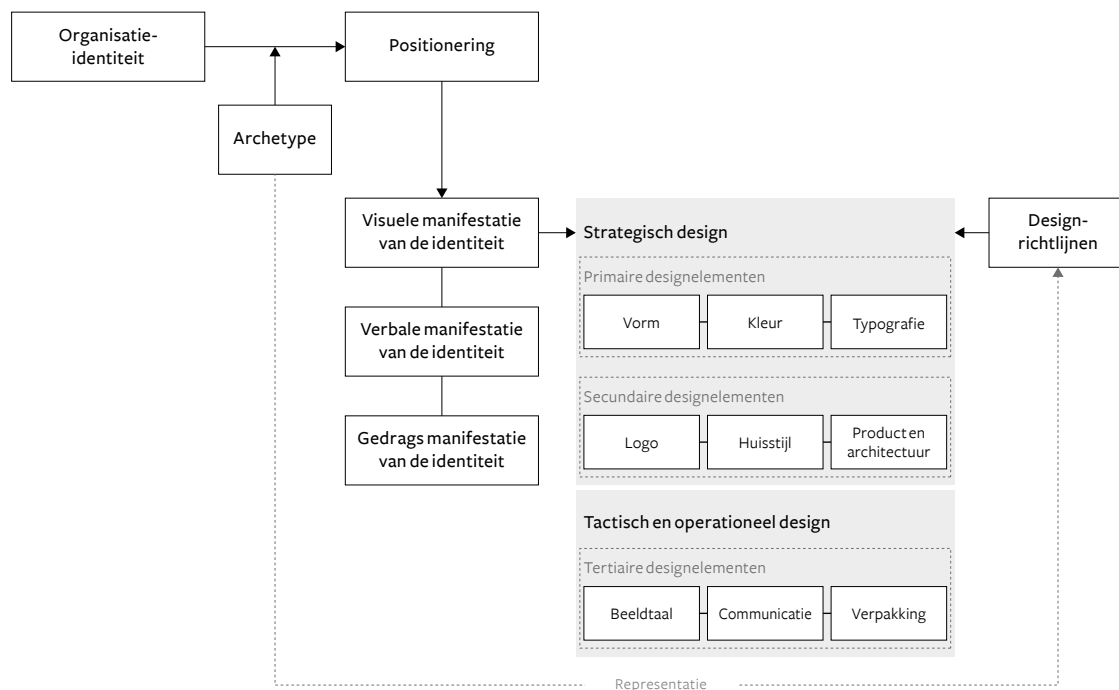 Organisatie-
identiteit
Positionering
Archetype
Visuele manifestatie
van de identiteit
Verbale manifestatie
van de identiteit
Gedrags manifestatie
van de identiteit
Strategisch design
Primaire designelementen
Vorm
Kleur
Typografie
Secundaire designelementen
Logo
Huisstijl
Product en
architectuur
Tactisch en operationeel design
Tertiaire designelementen
Beeldtaal
Communicatie
Verpakking
Design-
richtlijnen
Representatie